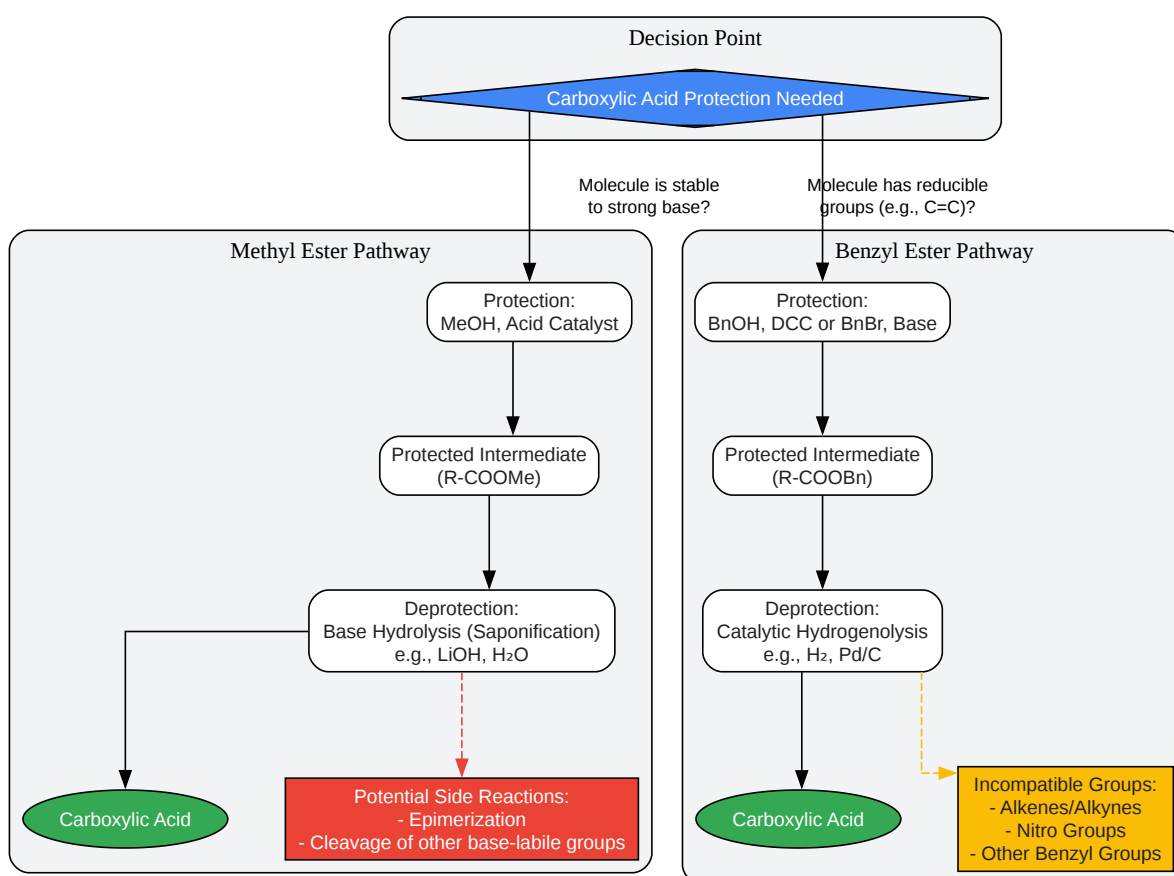 Decision Point
Carboxylic Acid Protection Needed
Molecule is stable
to strong base?
Molecule has reducible
groups (e.g., C=C)?
Methyl Ester Pathway
Protection:
MeOH, Acid Catalyst
Protected Intermediate
(R-COOMe)
Deprotection:
Base Hydrolysis (Saponification)
e.g., LiOH, H₂O
Carboxylic Acid
Potential Side Reactions:
- Epimerization
- Cleavage of other base-labile groups
Benzyl Ester Pathway
Protection:
BnOH, DCC or BnBr, Base
Protected Intermediate
(R-COOBn)
Deprotection:
Catalytic Hydrogenolysis
e.g., H₂, Pd/C
Carboxylic Acid
Incompatible Groups:
- Alkenes/Alkynes
- Nitro Groups
- Other Benzyl Groups